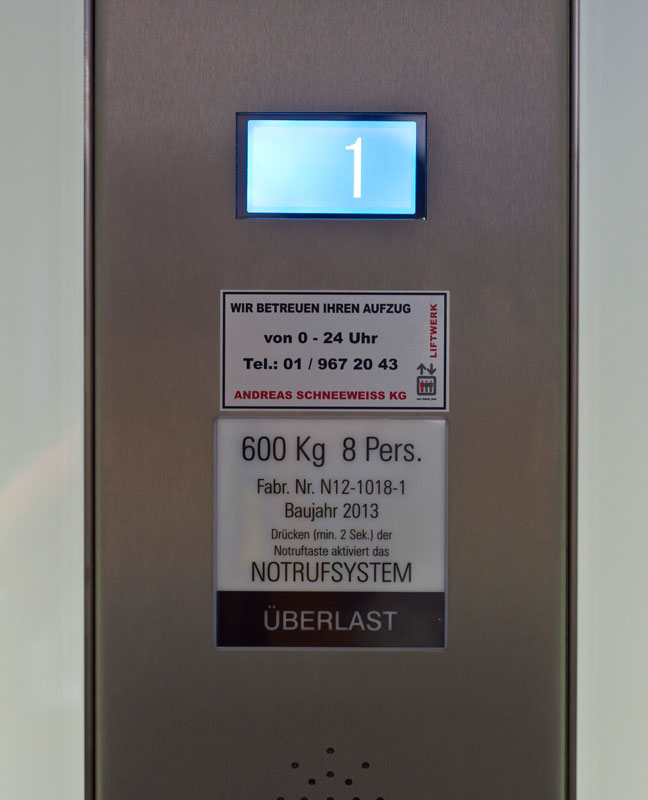 1
WIR BETREUEN IHREN AUFZUG
von 0 - 24 Uhr
Tel.: 01 / 967 20 43
ANDREAS SCHNEEWEISS KG
LIFTWERK
600 Kg 8 Pers.
Fabr. Nr. N12-1018-1
Baujahr 2013
Drücken (min. 2 Sek.) der
Notruftaste aktiviert das
NOTRUFSYSTEM
ÜBERLAST